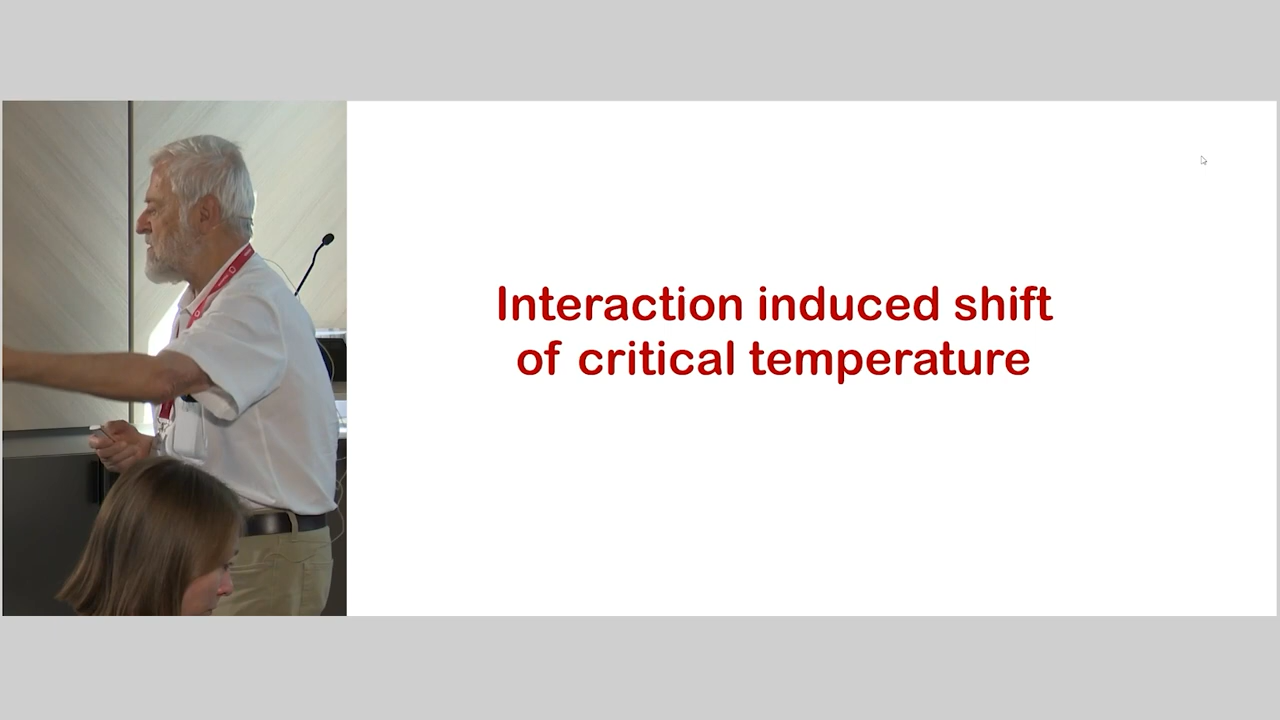 Interaction induced shift
of critical temperature